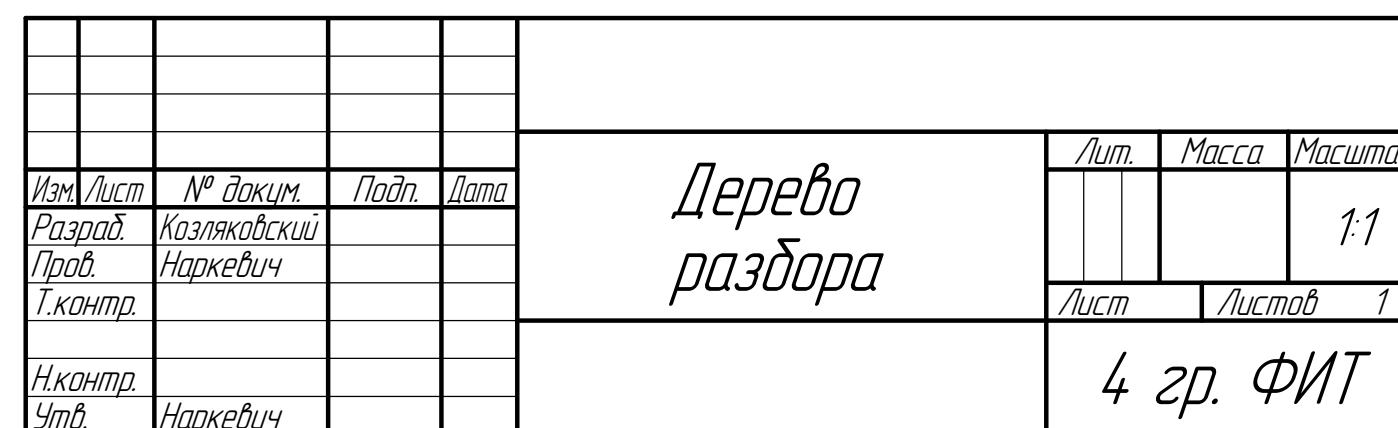 Изм. Лист № докум. Подп. Дата
Разраб. Козляковский
Пров. Наркевич
Т.контр.
Н.контр.
Утв. Наркевич
Дерево
разбора
Лит. Масса Масшта
1:1
Лист Листов 1
4 гр. ФИТ